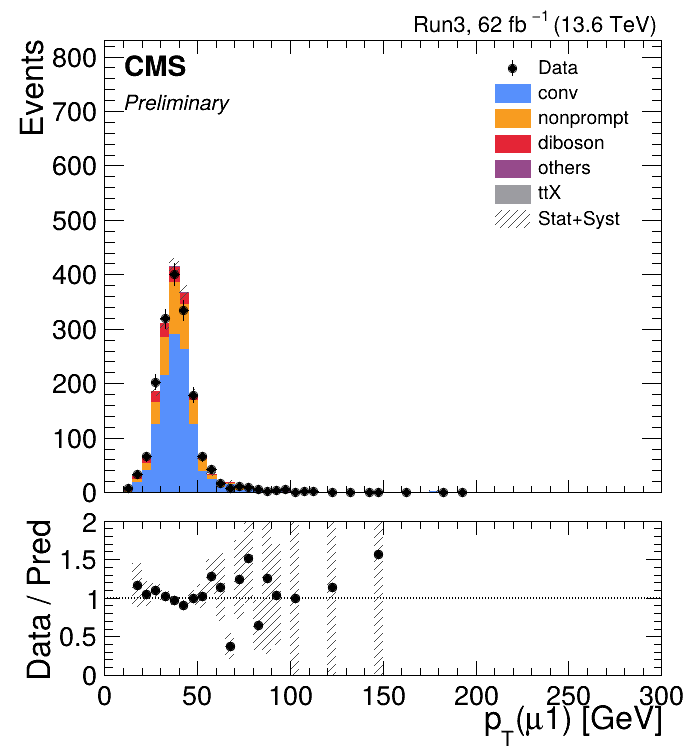 Run3, 62 fb⁻¹ (13.6 TeV)
CMS
Preliminary
Events
800
700
600
500
400
300
200
100
0
Data
conv
nonprompt
diboson
others
ttX
Stat+Syst
Data / Pred
2
1.5
1
0.5
0
0 50 100 150 200 250 300
p_T(μ1) [GeV]